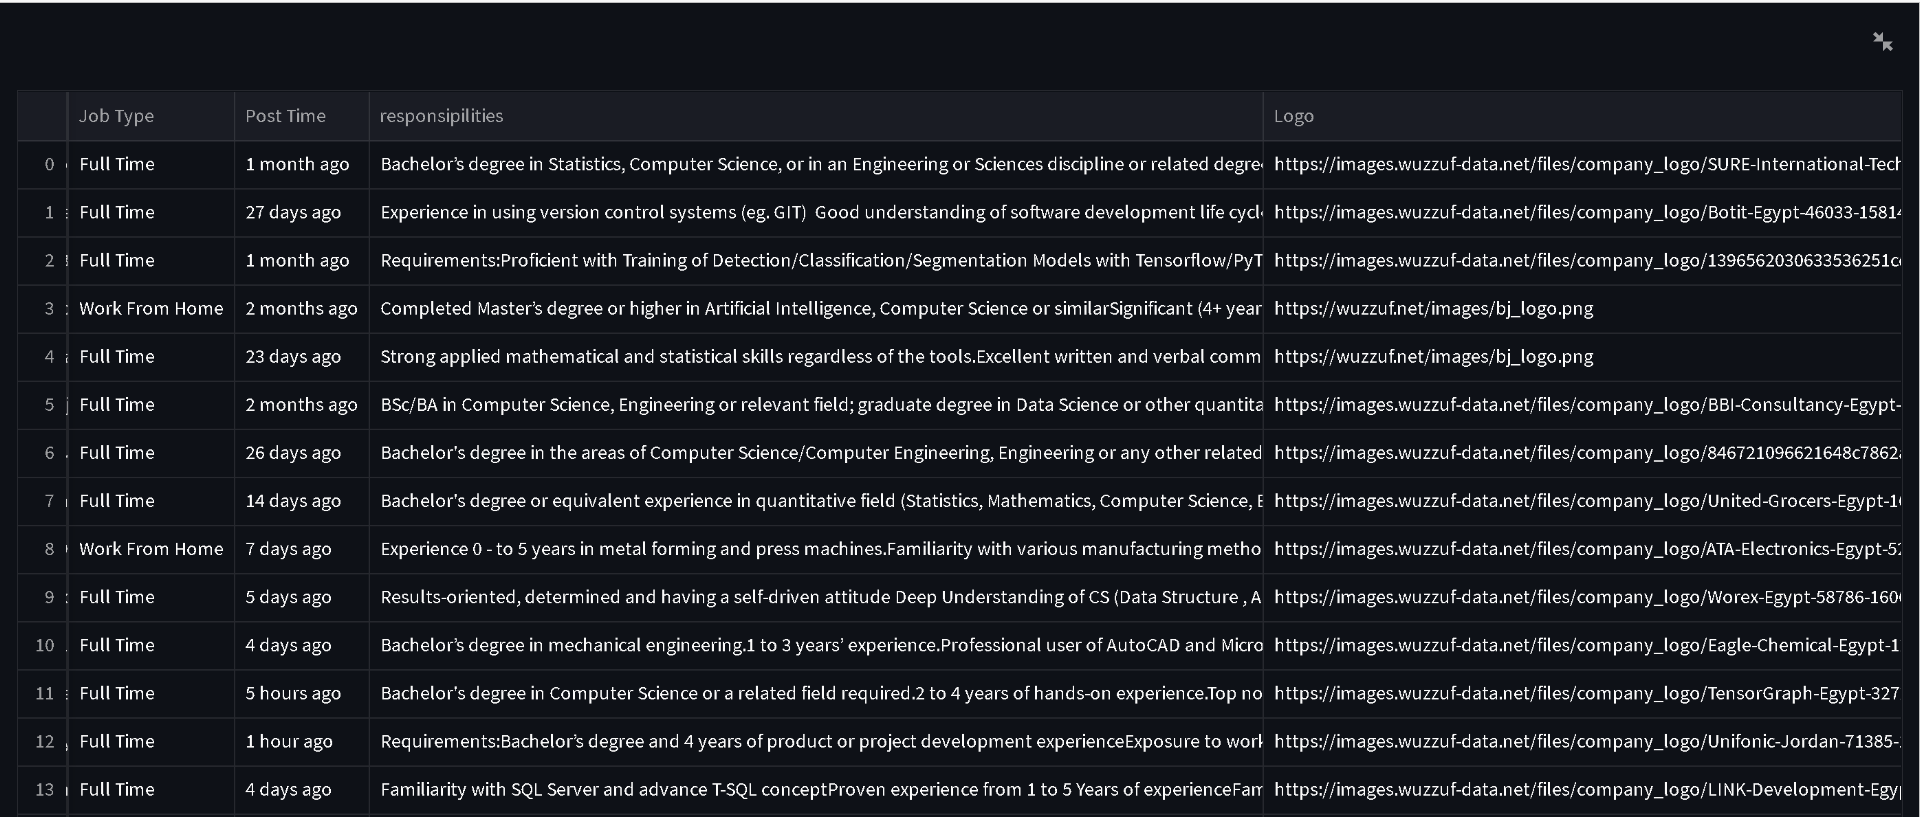 Job Type Post Time responsipilities Logo
0 Full Time 1 month ago Bachelor’s degree in Statistics, Computer Science, or in an Engineering or Sciences discipline or related degre https://images.wuzzuf-data.net/files/company_logo/SURE-International-Tech
1 Full Time 27 days ago Experience in using version control systems (eg. GIT)  Good understanding of software development life cycl https://images.wuzzuf-data.net/files/company_logo/Botit-Egypt-46033-15814
2 Full Time 1 month ago Requirements:Proficient with Training of Detection/Classification/Segmentation Models with Tensorflow/PyT https://images.wuzzuf-data.net/files/company_logo/1396562030633536251c
3 Work From Home 2 months ago Completed Master’s degree or higher in Artificial Intelligence, Computer Science or similarSignificant (4+ year https://wuzzuf.net/images/bj_logo.png
4 Full Time 23 days ago Strong applied mathematical and statistical skills regardless of the tools.Excellent written and verbal comm https://wuzzuf.net/images/bj_logo.png
5 Full Time 2 months ago BSc/BA in Computer Science, Engineering or relevant field; graduate degree in Data Science or other quantita https://images.wuzzuf-data.net/files/company_logo/BBI-Consultancy-Egypt-
6 Full Time 26 days ago Bachelor's degree in the areas of Computer Science/Computer Engineering, Engineering or any other related https://images.wuzzuf-data.net/files/company_logo/846721096621648c7862
7 Full Time 14 days ago Bachelor's degree or equivalent experience in quantitative field (Statistics, Mathematics, Computer Science, E https://images.wuzzuf-data.net/files/company_logo/United-Grocers-Egypt-1
8 Work From Home 7 days ago Experience 0 - to 5 years in metal forming and press machines.Familiarity with various manufacturing metho https://images.wuzzuf-data.net/files/company_logo/ATA-Electronics-Egypt-52
9 Full Time 5 days ago Results-oriented, determined and having a self-driven attitude Deep Understanding of CS (Data Structure , A https://images.wuzzuf-data.net/files/company_logo/Worex-Egypt-58786-160
10 Full Time 4 days ago Bachelor’s degree in mechanical engineering.1 to 3 years’ experience.Professional user of AutoCAD and Micro https://images.wuzzuf-data.net/files/company_logo/Eagle-Chemical-Egypt-1
11 Full Time 5 hours ago Bachelor's degree in Computer Science or a related field required.2 to 4 years of hands-on experience.Top no https://images.wuzzuf-data.net/files/company_logo/TensorGraph-Egypt-327
12 Full Time 1 hour ago Requirements:Bachelor’s degree and 4 years of product or project development experienceExposure to work https://images.wuzzuf-data.net/files/company_logo/Unifonic-Jordan-71385-
13 Full Time 4 days ago Familiarity with SQL Server and advance T-SQL conceptProven experience from 1 to 5 Years of experienceFam https://images.wuzzuf-data.net/files/company_logo/LINK-Development-Egy